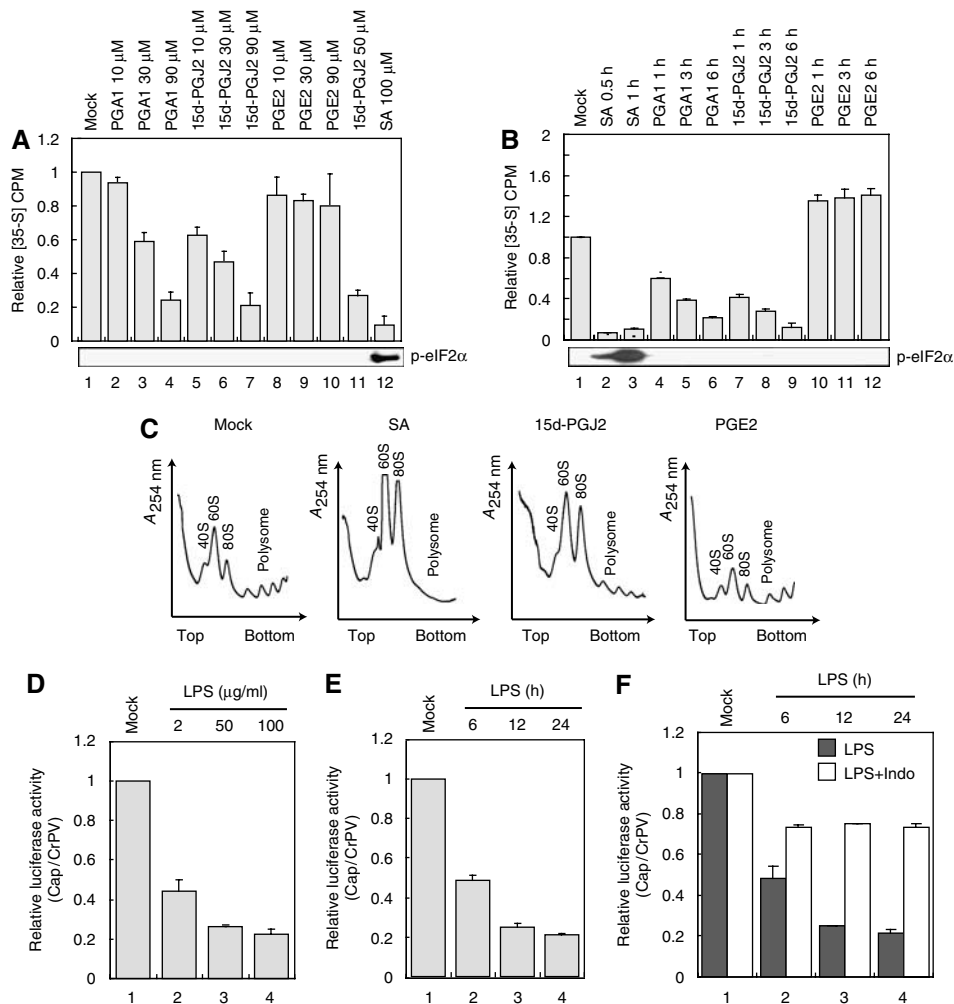 A
Mock
PGA1 10 μM
PGA1 30 μM
PGA1 90 μM
15d-PGJ2 10 μM
15d-PGJ2 30 μM
15d-PGJ2 90 μM
PGE2 10 μM
PGE2 30 μM
PGE2 90 μM
15d-PGJ2 50 μM
SA 100 μM
Relative [35-S] CPM
1.2
1
0.8
0.6
0.4
0.2
0
p-eIF2α
1 2 3 4 5 6 7 8 9 10 11 12
B
Mock
SA 0.5 h
SA 1 h
PGA1 1 h
PGA1 3 h
PGA1 6 h
15d-PGJ2 1 h
15d-PGJ2 3 h
15d-PGJ2 6 h
PGE2 1 h
PGE2 3 h
PGE2 6 h
Relative [35-S] CPM
2
1.6
1.2
0.8
0.4
0
p-eIF2α
1 2 3 4 5 6 7 8 9 10 11 12
C
Mock
A254 nm
40S
60S
80S
Polysome
Top Bottom
SA
A254 nm
40S
60S
80S
Polysome
Top Bottom
15d-PGJ2
A254 nm
40S
60S
80S
Polysome
Top Bottom
PGE2
A254 nm
40S
60S
80S
Polysome
Top Bottom
D
Mock
LPS (μg/ml)
2 50 100
Relative luciferase activity
(Cap/CrPV)
1.2
1
0.8
0.6
0.4
0.2
0
1 2 3 4
E
Mock
LPS (h)
6 12 24
Relative luciferase activity
(Cap/CrPV)
1.2
1
0.8
0.6
0.4
0.2
0
1 2 3 4
F
Mock
LPS (h)
6 12 24
LPS
LPS+Indo
Relative luciferase activity
(Cap/CrPV)
1.2
1
0.8
0.6
0.4
0.2
0
1 2 3 4